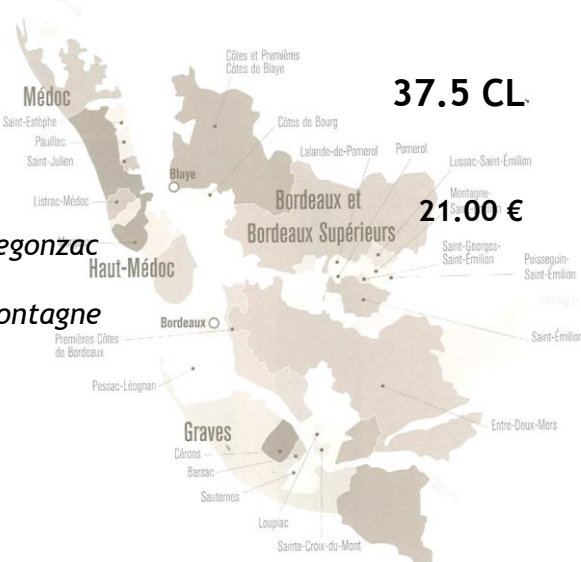 Côtes et Premières
Côtes de Blaye
37.5 CL
Médoc
Saint-Estèphe
Pauillac
Saint-Julien
Côtes de Bourg
Lalande-de-Pomerol
Pomerol
Lussac-Saint-Émilion
Blaye
Listrac-Médoc
Bordeaux et
Bordeaux Supérieurs
Montagne-
21.00 €
egonzac
Haut-Médoc
Saint-Georges-
Saint-Émilion
Puisseguin-
Saint-Émilion
ontagne
Bordeaux
Premières Côtes
de Bordeaux
Saint-Émilion
Pessac-Léognan
Entre-Deux-Mers
Graves
Cérons
Barsac
Sauternes
Loupiac
Sainte-Croix-du-Mont